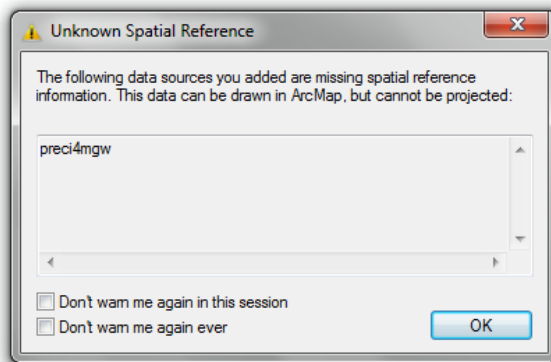 Unknown Spatial Reference
The following data sources you added are missing spatial reference
information. This data can be drawn in ArcMap, but cannot be projected:
preci4mgw
Don't warn me again in this session
Don't warn me again ever
OK